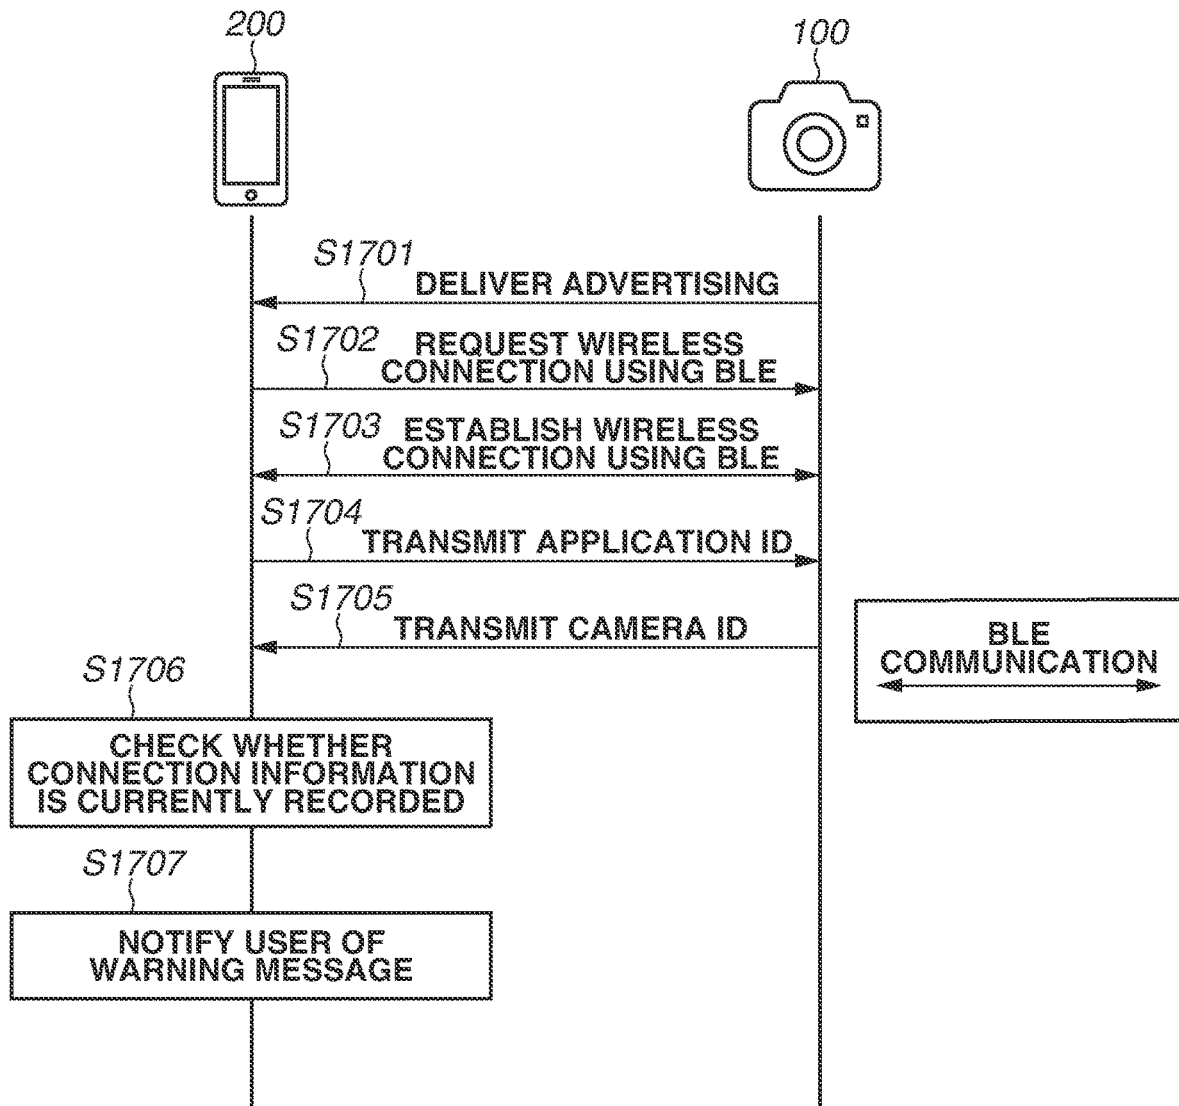 200
100
S1701
DELIVER ADVERTISING
S1702
REQUEST WIRELESS
CONNECTION USING BLE
S1703
ESTABLISH WIRELESS
CONNECTION USING BLE
S1704
TRANSMIT APPLICATION ID
S1705
TRANSMIT CAMERA ID
BLE
COMMUNICATION
S1706
CHECK WHETHER
CONNECTION INFORMATION
IS CURRENTLY RECORDED
S1707
NOTIFY USER OF
WARNING MESSAGE